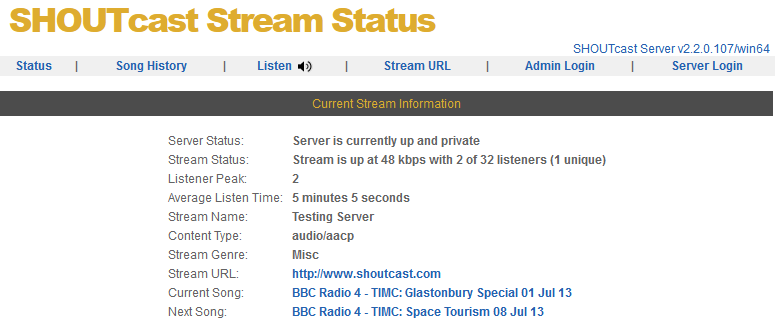 SHOUTcast Stream Status
SHOUTcast Server v2.2.0.107/win64
Status | Song History | Listen | Stream URL | Admin Login | Server Login
Current Stream Information
Server Status: Server is currently up and private
Stream Status: Stream is up at 48 kbps with 2 of 32 listeners (1 unique)
Listener Peak: 2
Average Listen Time: 5 minutes 5 seconds
Stream Name: Testing Server
Content Type: audio/aacp
Stream Genre: Misc
Stream URL: http://www.shoutcast.com
Current Song: BBC Radio 4 - TIMC: Glastonbury Special 01 Jul 13
Next Song: BBC Radio 4 - TIMC: Space Tourism 08 Jul 13